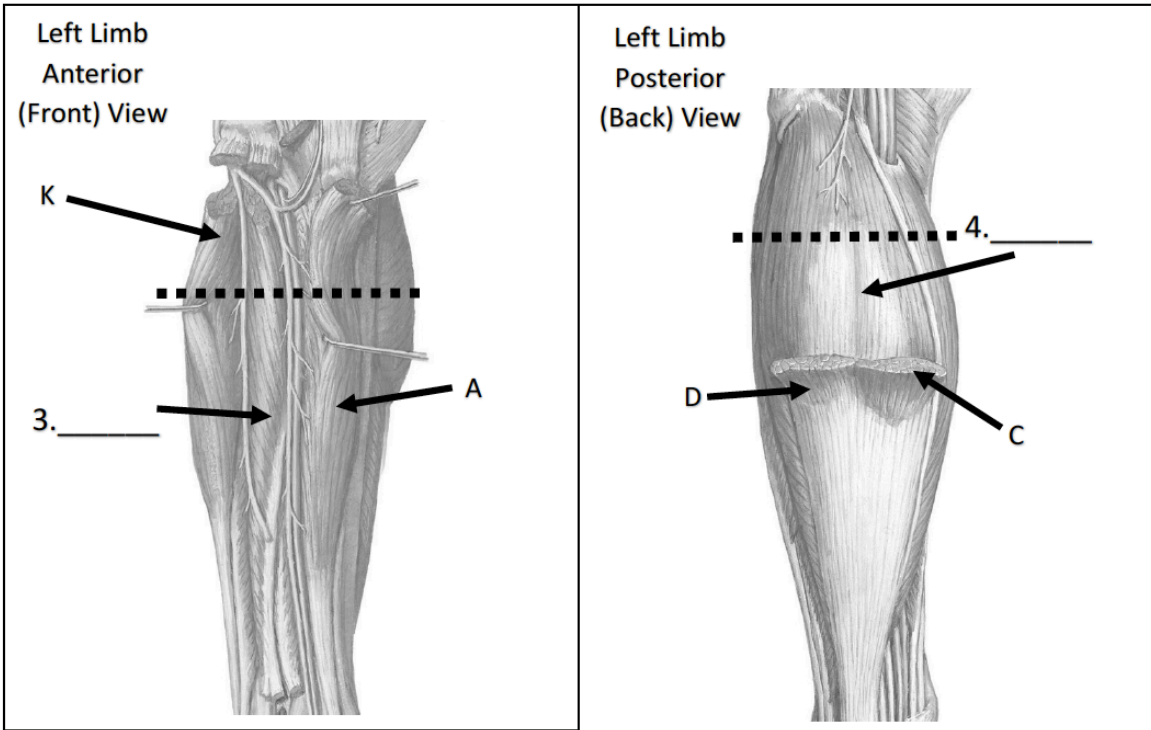 Left Limb
Anterior
(Front) View
K
A
3.______
Left Limb
Posterior
(Back) View
4.______
D
C